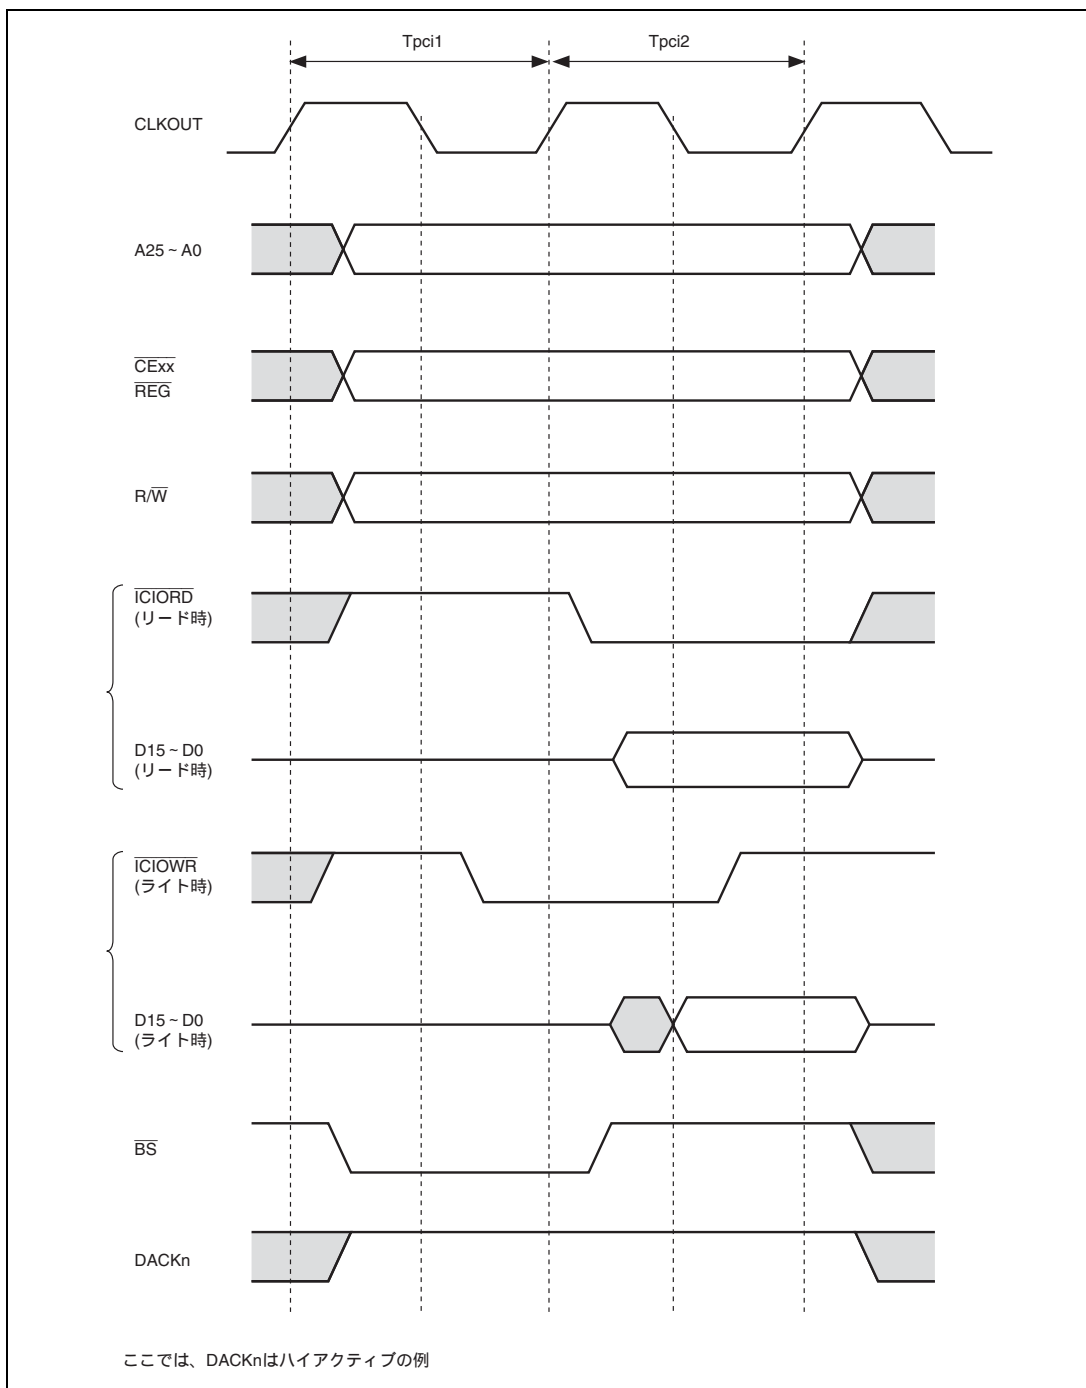 Tpci1 Tpci2
CLKOUT
A25 ~ A0
CExx
REG
R/W
ICIORD
(リード時)
D15 ~ D0
(リード時)
ICIOWR
(ライト時)
D15 ~ D0
(ライト時)
BS
DACKn
ここでは、DACKnはハイアクティブの例